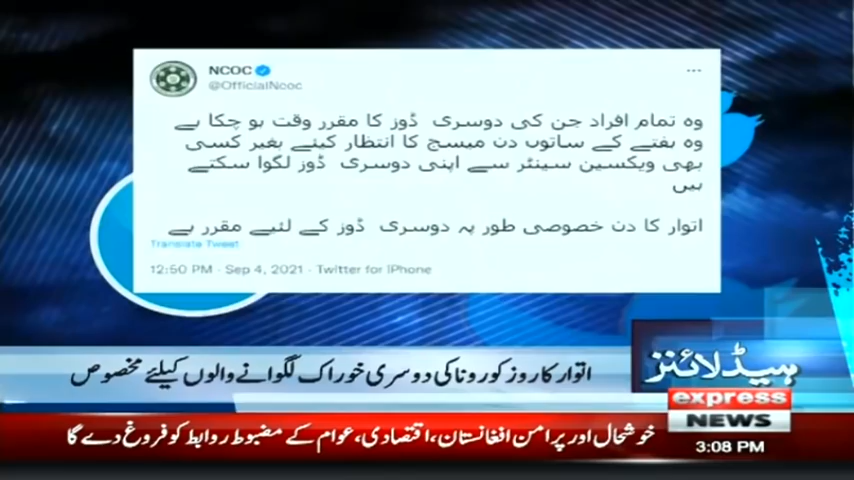 NCOC
@OfficialNcoc
...
وہ تمام افراد جن کی دوسری ڈوز کا مقرر وقت ہو چکا ہے
وہ ہفتے کے ساتوں دن میسج کا انتظار کیئے بغیر کسی
بھی ویکسین سینٹر سے اپنی دوسری ڈوز لگوا سکتے
ہیں
اتوار کا دن خصوصی طور پہ دوسری ڈوز کے لئیے مقرر ہے
Translate Tweet
12:50 PM · Sep 4, 2021 · Twitter for iPhone
ہیڈلائنز
اتوار کا روز کورونا کی دوسری خوراک لگوانے والوں کیلئے مخصوص
express
NEWS
خوشحال اور پرامن افغانستان، اقتصادی، عوام کے مضبوط روابط کو فروغ دے گا
3:08 PM